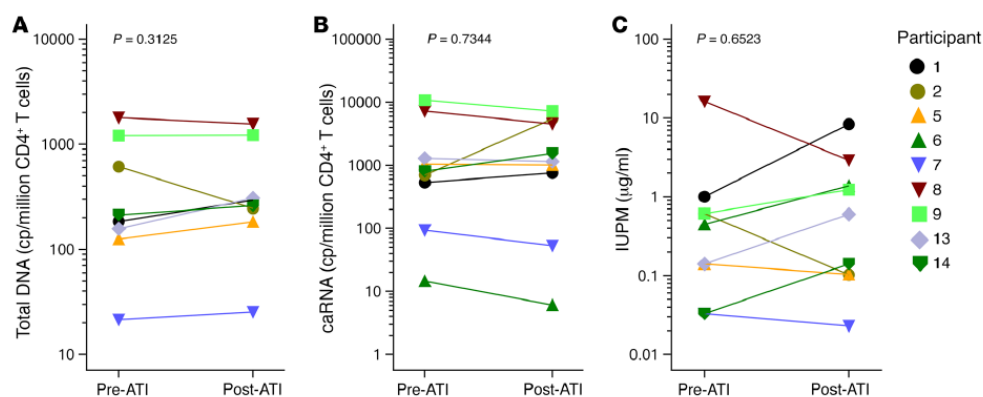 A
P = 0.3125
Total DNA (cp/million CD4⁺ T cells)
10000
1000
100
10
Pre-ATI
Post-ATI
B
P = 0.7344
caRNA (cp/million CD4⁺ T cells)
100000
10000
1000
100
10
1
Pre-ATI
Post-ATI
C
P = 0.6523
IUPM (µg/ml)
10
1
0.1
0.01
Pre-ATI
Post-ATI
Participant
1
2
5
6
7
8
9
13
14